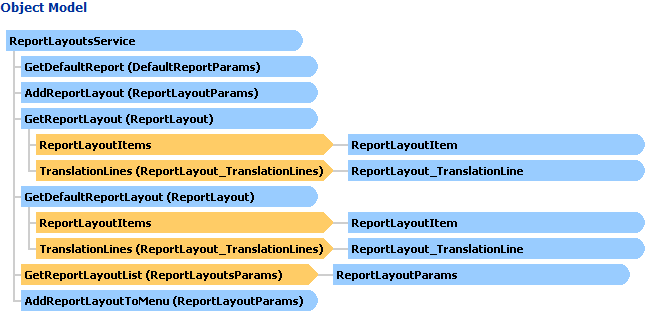 Object Model
ReportLayoutsService
GetDefaultReport (DefaultReportParams)
AddReportLayout (ReportLayoutParams)
GetReportLayout (ReportLayout)
ReportLayoutItems ReportLayoutItem
TranslationLines (ReportLayout_TranslationLines) ReportLayout_TranslationLine
GetDefaultReportLayout (ReportLayout)
ReportLayoutItems ReportLayoutItem
TranslationLines (ReportLayout_TranslationLines) ReportLayout_TranslationLine
GetReportLayoutList (ReportLayoutsParams) ReportLayoutParams
AddReportLayoutToMenu (ReportLayoutParams)